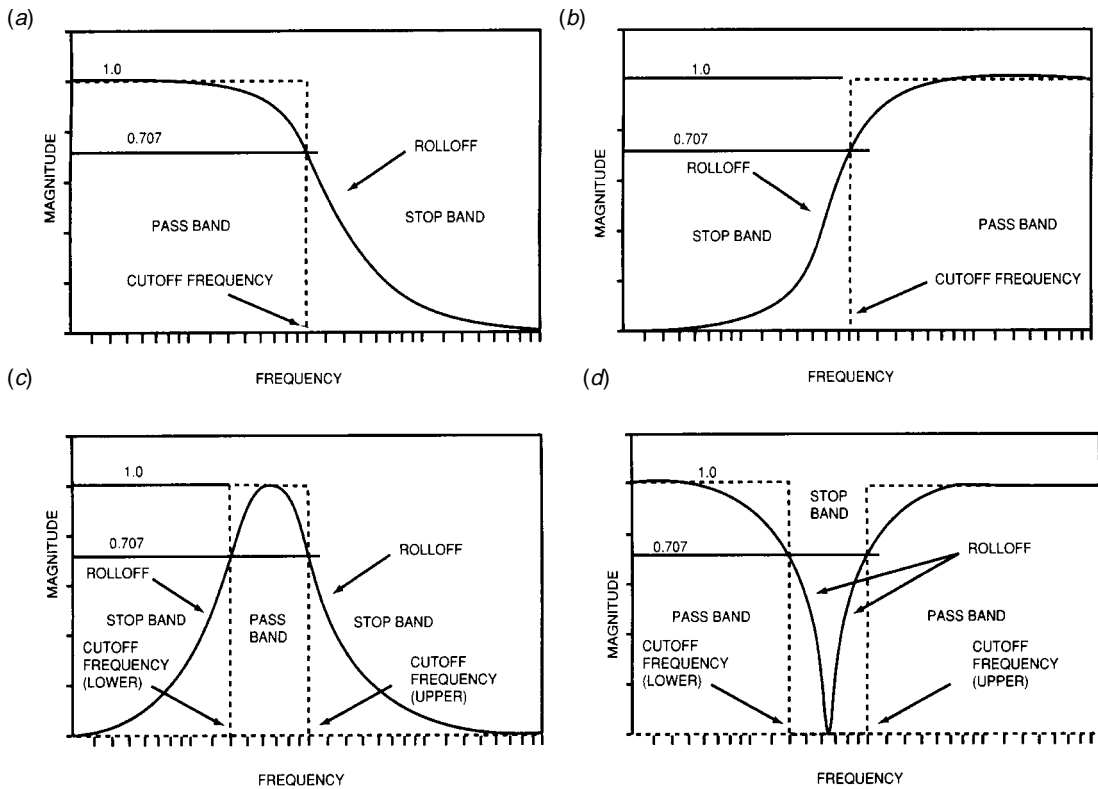 (a)
1.0
0.707
MAGNITUDE
ROLLOFF
PASS BAND
STOP BAND
CUTOFF FREQUENCY
FREQUENCY
(b)
1.0
0.707
MAGNITUDE
ROLLOFF
STOP BAND
PASS BAND
CUTOFF FREQUENCY
FREQUENCY
(c)
1.0
0.707
MAGNITUDE
ROLLOFF
ROLLOFF
STOP BAND
PASS
BAND
STOP BAND
CUTOFF
FREQUENCY
(LOWER)
CUTOFF
FREQUENCY
(UPPER)
FREQUENCY
(d)
1.0
STOP
BAND
0.707
MAGNITUDE
ROLLOFF
PASS BAND
PASS BAND
CUTOFF
FREQUENCY
(LOWER)
CUTOFF
FREQUENCY
(UPPER)
FREQUENCY